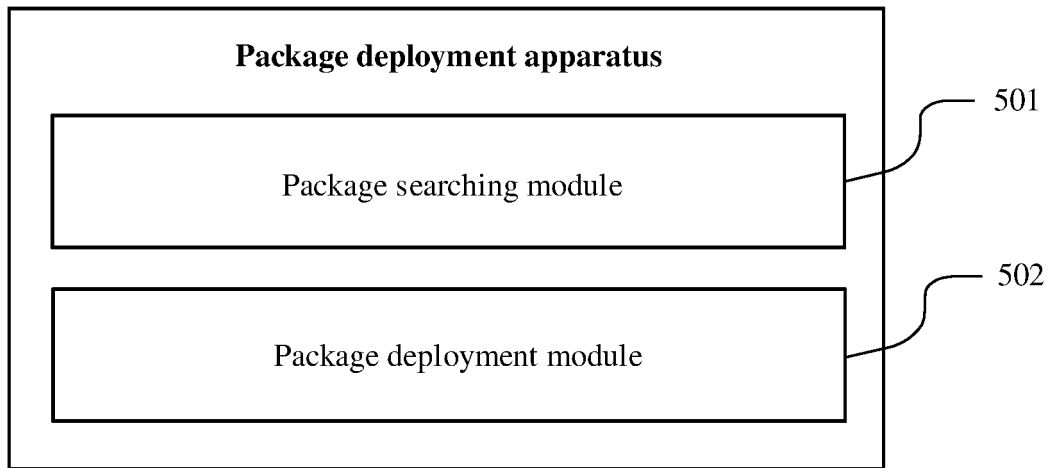 Package deployment apparatus
501
Package searching module
502
Package deployment module